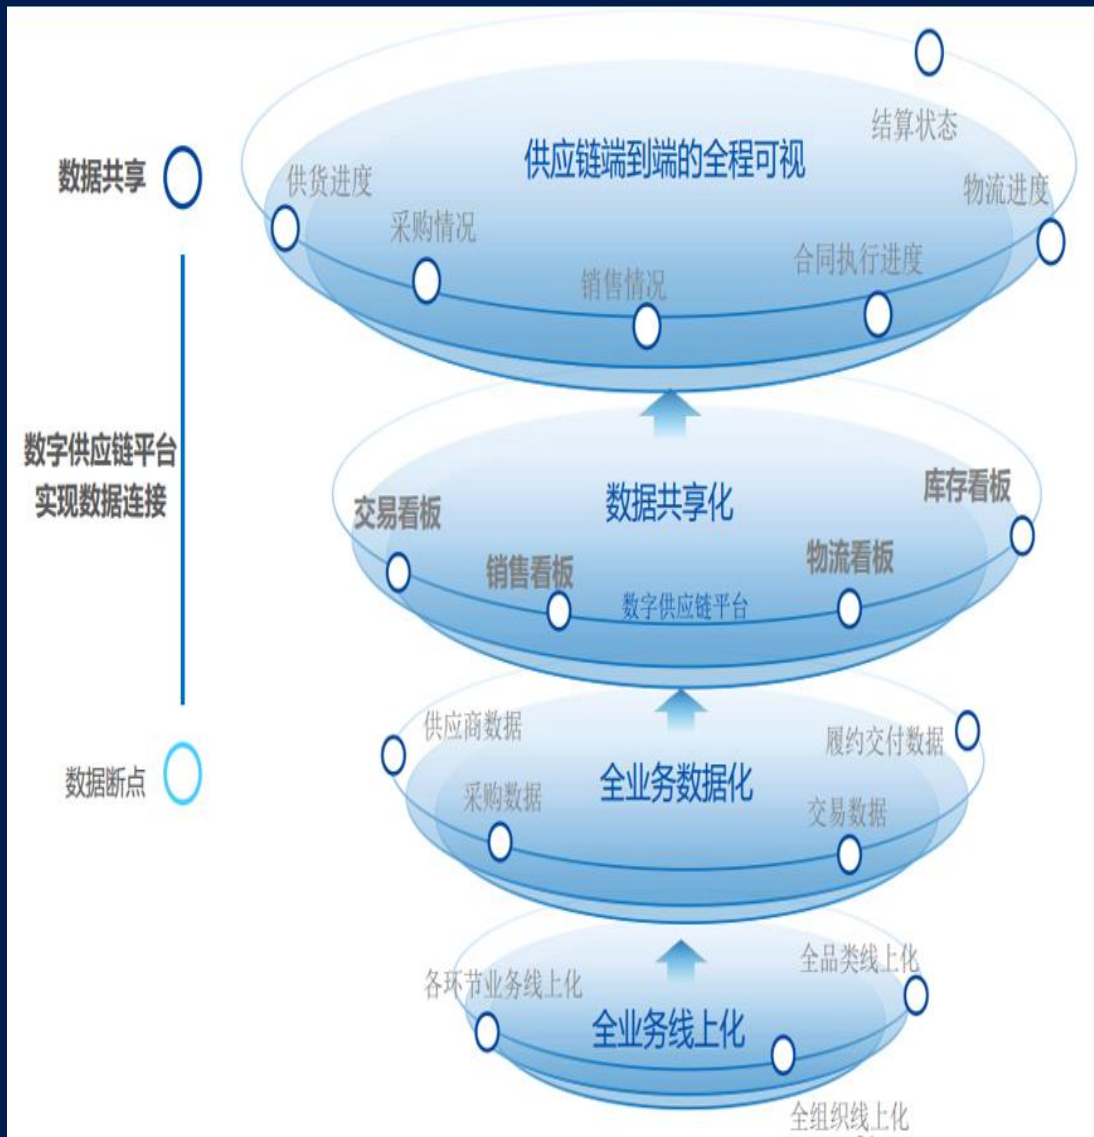 结算状态
供应链端到端的全程可视
数据共享
供货进度
物流进度
采购情况
合同执行进度
销售情况
数字供应链平台
实现数据连接
数据共享化
库存看板
交易看板
销售看板
物流看板
数字供应链平台
供应商数据
履约交付数据
数据断点
全业务数据化
采购数据
交易数据
全品类线上化
各环节业务线上化
全业务线上化
全组织线上化